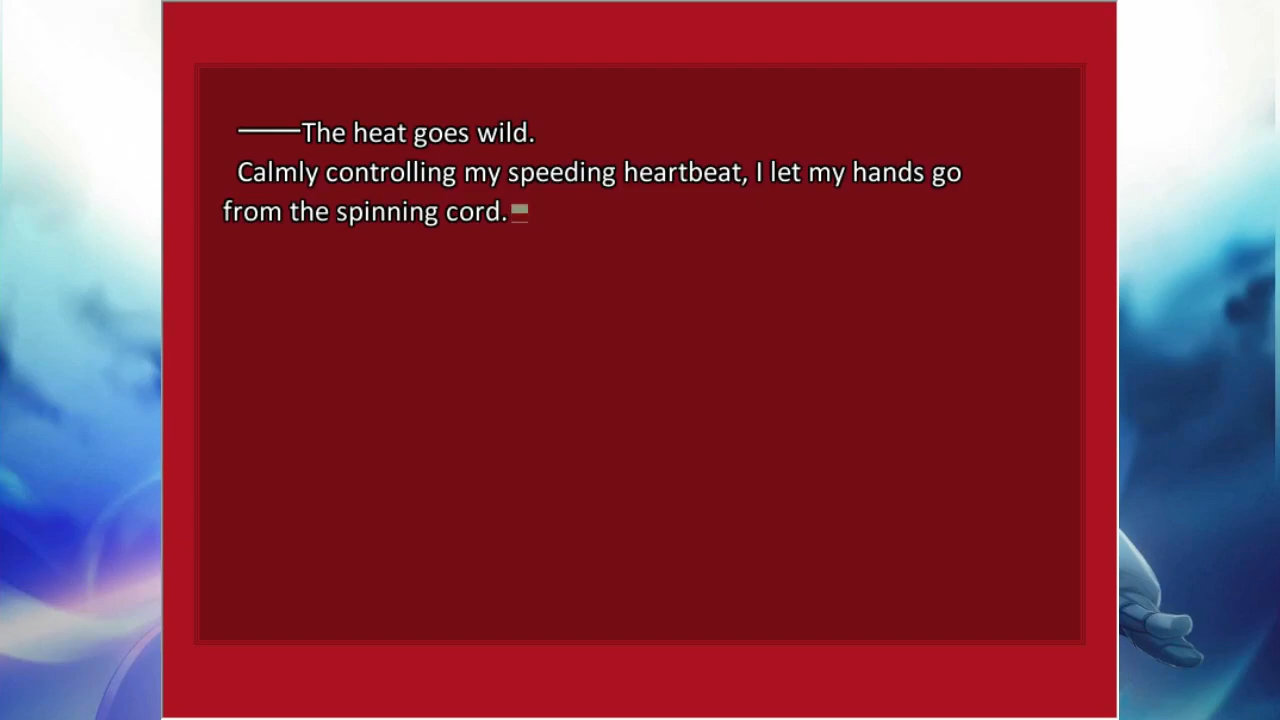 ——The heat goes wild.
Calmly controlling my speeding heartbeat, I let my hands go
from the spinning cord.